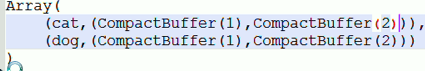 Array(
(cat,(CompactBuffer(1),CompactBuffer(2))),
(dog,(CompactBuffer(1),CompactBuffer(2)))
)